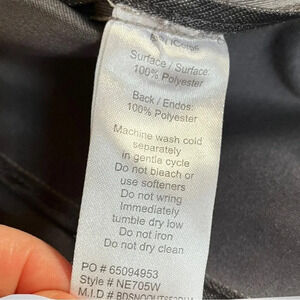 Surface / Surface:
100% Polyester
Back / Endos:
100% Polyester
Machine wash cold
separately
in gentle cycle
Do not bleach or
use softeners
Do not wring
Immediately
tumble dry low
Do not iron
Do not dry clean
PO # 65094953
Style # NE705W
M.I.D #